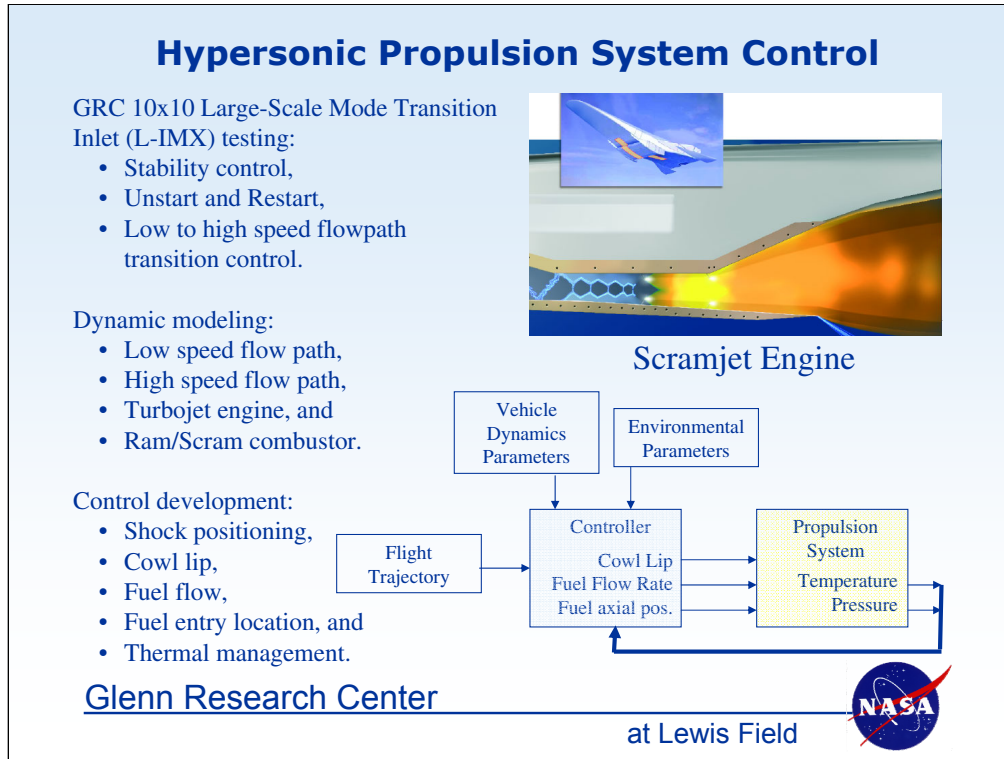 Hypersonic Propulsion System Control
GRC 10x10 Large-Scale Mode Transition
Inlet (L-IMX) testing:
• Stability control,
• Unstart and Restart,
• Low to high speed flowpath
transition control.
Dynamic modeling:
• Low speed flow path,
• High speed flow path,
• Turbojet engine, and
• Ram/Scram combustor.
Control development:
• Shock positioning,
• Cowl lip,
• Fuel flow,
• Fuel entry location, and
• Thermal management.
Scramjet Engine
Vehicle
Dynamics
Parameters
Environmental
Parameters
Flight
Trajectory
Controller
Cowl Lip
Fuel Flow Rate
Fuel axial pos.
Propulsion
System
Temperature
Pressure
Glenn Research Center
at Lewis Field
NASA